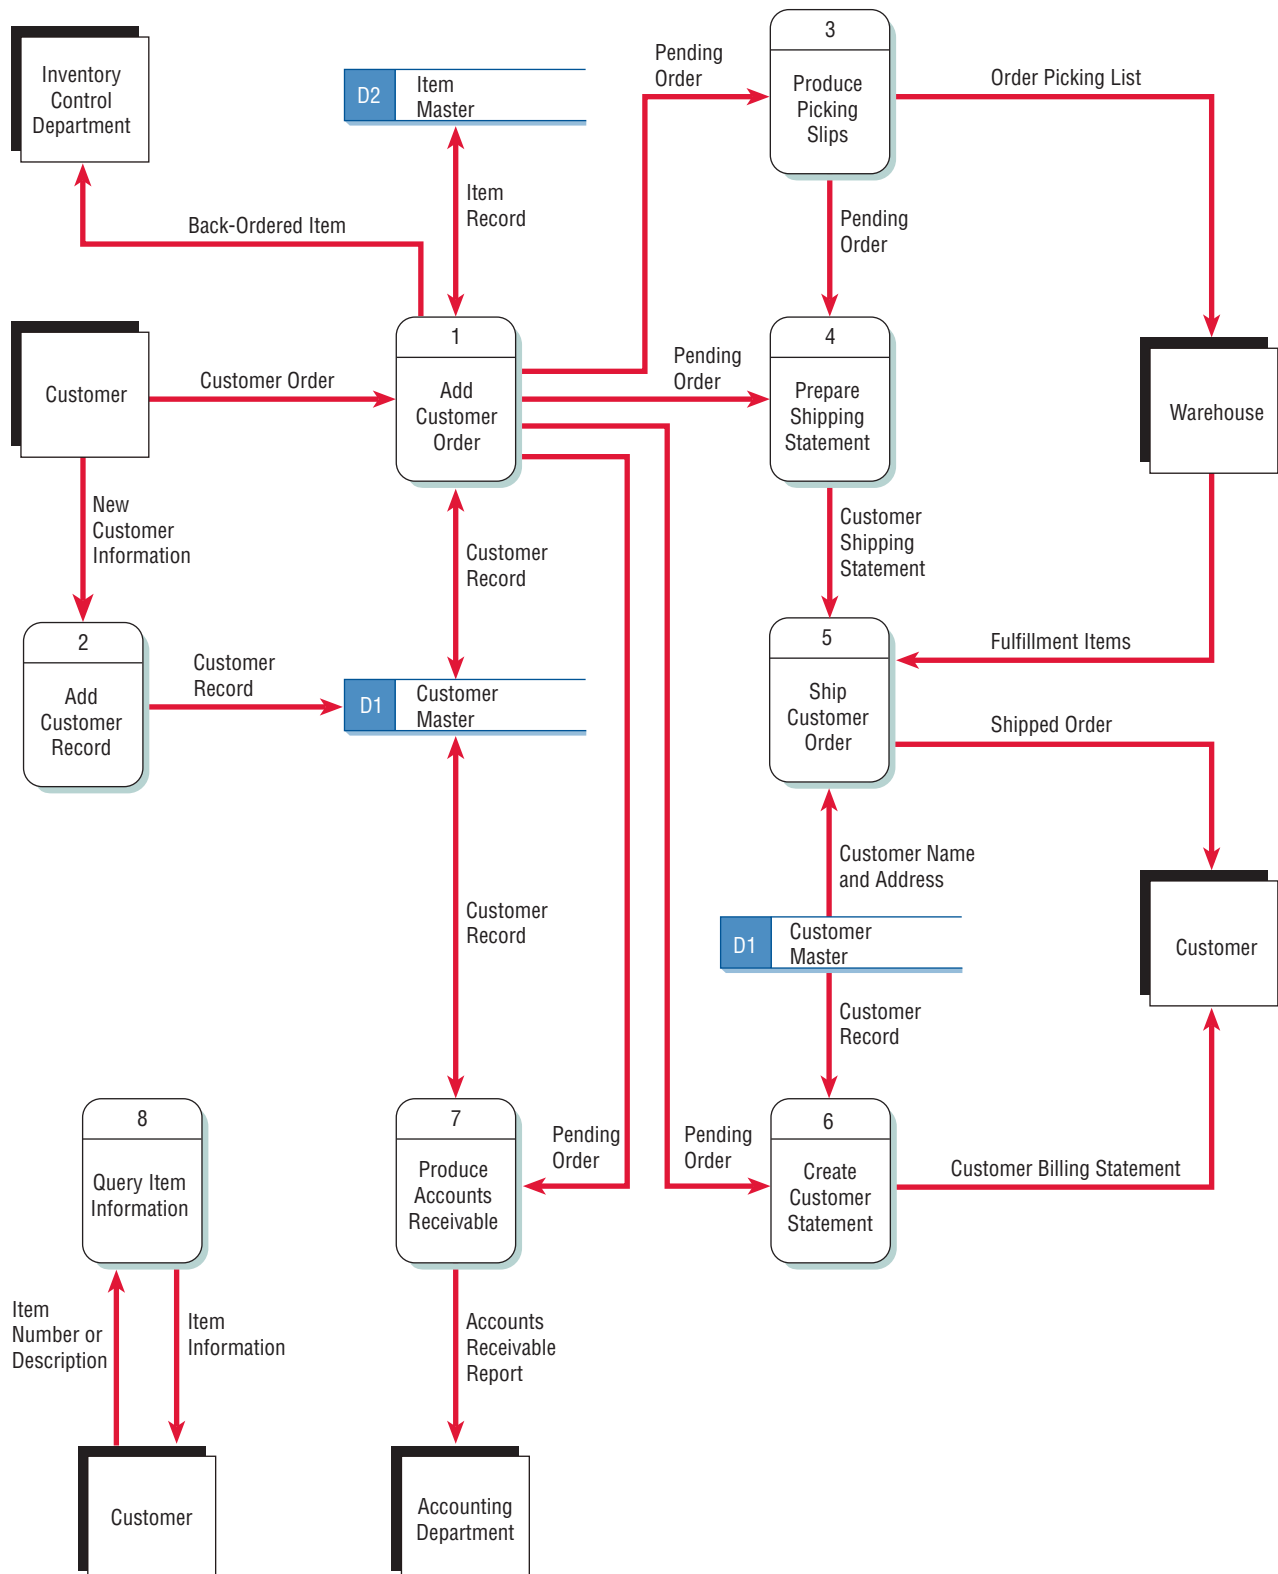 Inventory
Control
Department
D2
Item
Master
Pending
Order
3
Produce
Picking
Slips
Order Picking List
Back-Ordered Item
Item
Record
Pending
Order
Customer
Customer Order
1
Add
Customer
Order
Pending
Order
4
Prepare
Shipping
Statement
Warehouse
New
Customer
Information
Customer
Record
Customer
Shipping
Statement
2
Add
Customer
Record
Customer
Record
D1
Customer
Master
5
Ship
Customer
Order
Fulfillment Items
Shipped Order
Customer
Record
Customer Name
and Address
D1
Customer
Master
Customer
Customer
Record
8
Query Item
Information
7
Produce
Accounts
Receivable
Pending
Order
Pending
Order
6
Create
Customer
Statement
Customer Billing Statement
Item
Number or
Description
Item
Information
Accounts
Receivable
Report
Customer
Accounting
Department